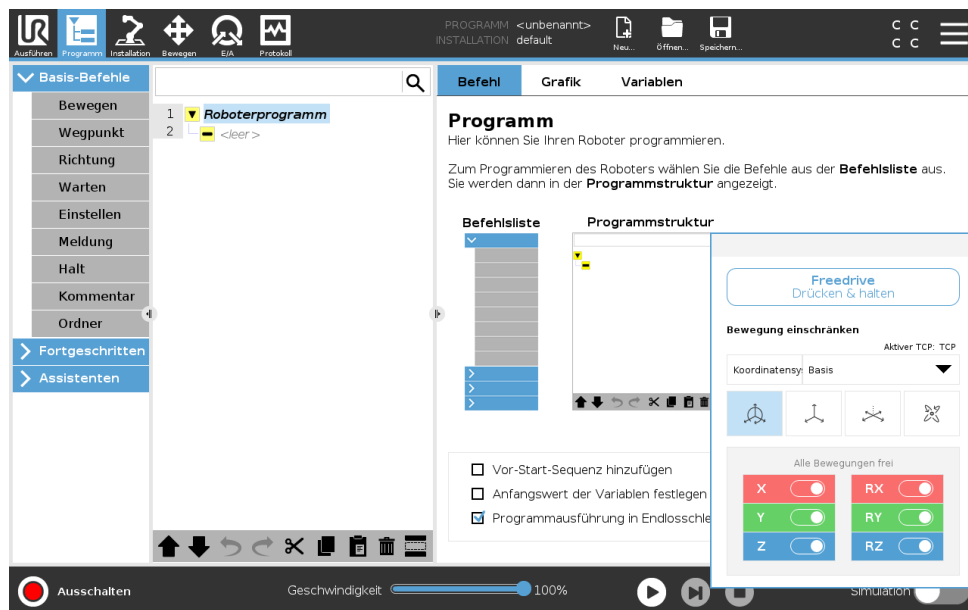 Ausführen Programm Installation Bewegen E/A Protokoll
PROGRAMM <unbenannt>
INSTALLATION default
Neu... Öffnen... Speichern...
C C
C C
Basis-Befehle
Bewegen
Wegpunkt
Richtung
Warten
Einstellen
Meldung
Halt
Kommentar
Ordner
Fortgeschritten
Assistenten
1 Roboterprogramm
2 <leer>
Befehl Grafik Variablen
Programm
Hier können Sie Ihren Roboter programmieren.
Zum Programmieren des Roboters wählen Sie die Befehle aus der Befehlsliste aus.
Sie werden dann in der Programmstruktur angezeigt.
Befehlsliste Programmstruktur
Vor-Start-Sequenz hinzufügen
Anfangswert der Variablen festlegen
Programmausführung in Endlosschle
Freedrive
Drücken & halten
Bewegung einschränken
Aktiver TCP: TCP
Koordinatensy: Basis
Alle Bewegungen frei
X RX
Y RY
Z RZ
Ausschalten
Geschwindigkeit 100%
Simulation